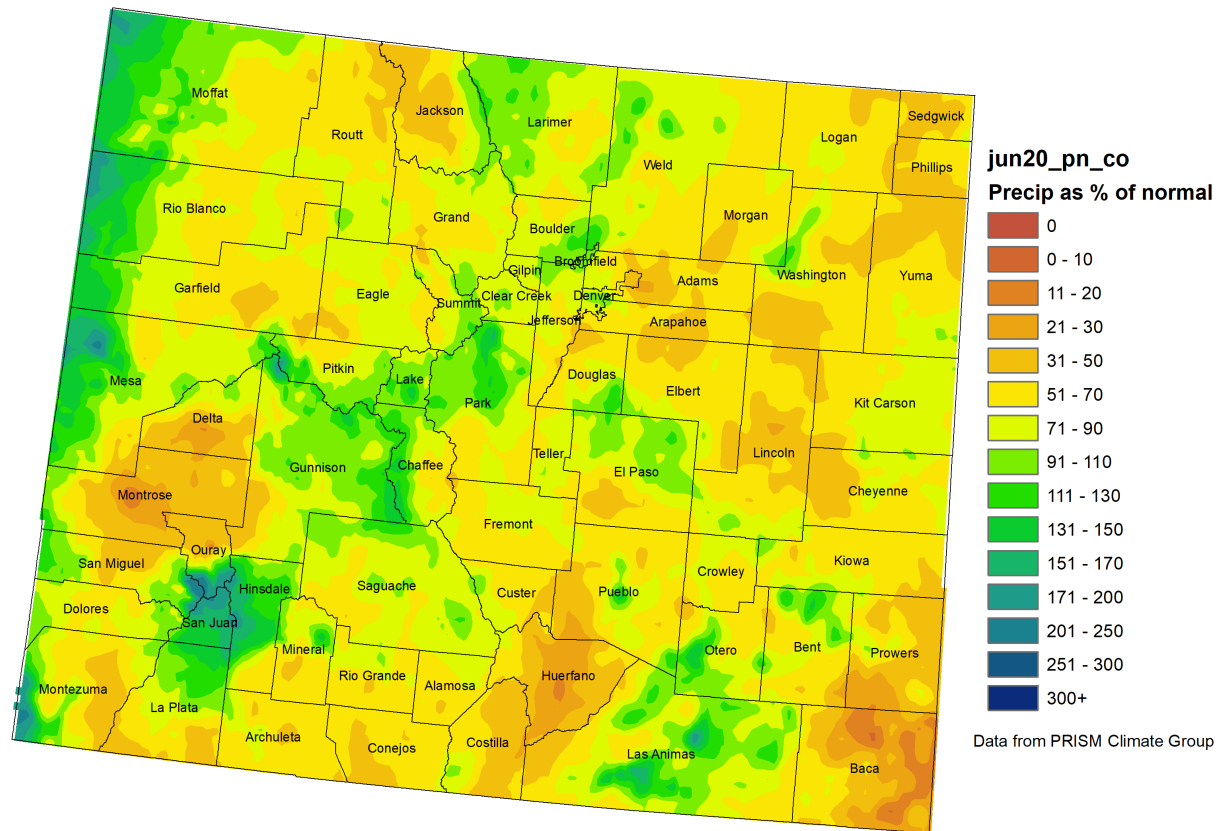 Moffat
Jackson
Larimer
Sedgwick
Routt
Logan
Weld
Phillips
Rio Blanco
Grand
Morgan
Boulder
Broomfield
Gilpin
Washington
Yuma
Garfield
Eagle
Summit
Clear Creek
Denver
Adams
Jefferson
Arapahoe
Mesa
Pitkin
Lake
Park
Douglas
Elbert
Kit Carson
Delta
Gunnison
Chaffee
Teller
El Paso
Lincoln
Montrose
Cheyenne
Fremont
Ouray
San Miguel
Kiowa
Hinsdale
Saguache
Custer
Pueblo
Crowley
Dolores
San Juan
Mineral
Otero
Bent
Prowers
Montezuma
Rio Grande
Alamosa
Huerfano
La Plata
Archuleta
Conejos
Costilla
Las Animas
Baca
jun20_pn_co
Precip as % of normal
0
0 - 10
11 - 20
21 - 30
31 - 50
51 - 70
71 - 90
91 - 110
111 - 130
131 - 150
151 - 170
171 - 200
201 - 250
251 - 300
300+
Data from PRISM Climate Group